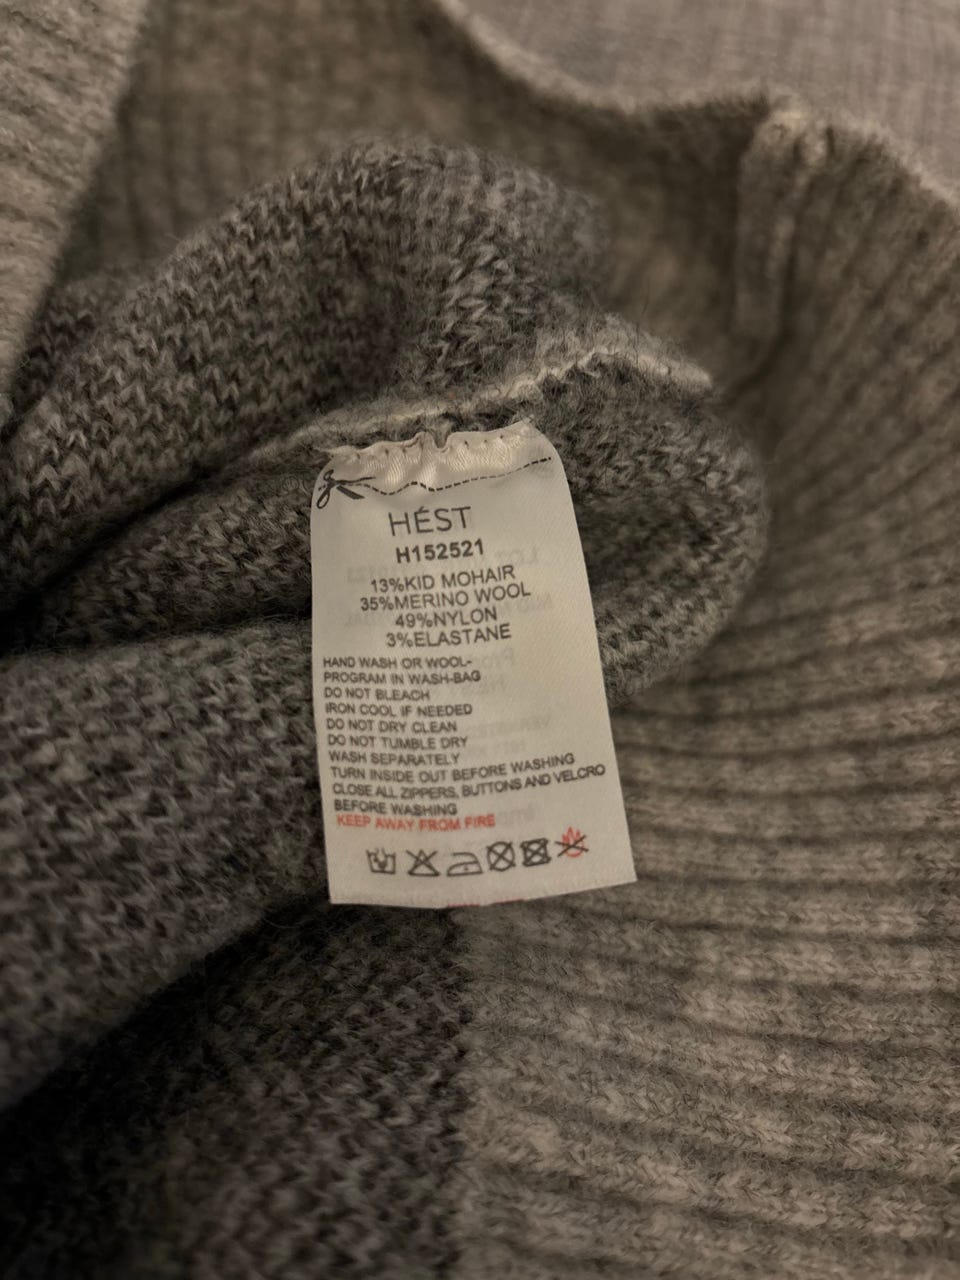 HÉST
H152521
13%KID MOHAIR
35%MERINO WOOL
49%NYLON
3%ELASTANE
HAND WASH OR WOOL-
PROGRAM IN WASH-BAG
DO NOT BLEACH
IRON COOL IF NEEDED
DO NOT DRY CLEAN
DO NOT TUMBLE DRY
WASH SEPARATELY
TURN INSIDE OUT BEFORE WASHING
CLOSE ALL ZIPPERS, BUTTONS AND VELCRO
BEFORE WASHING
KEEP AWAY FROM FIRE